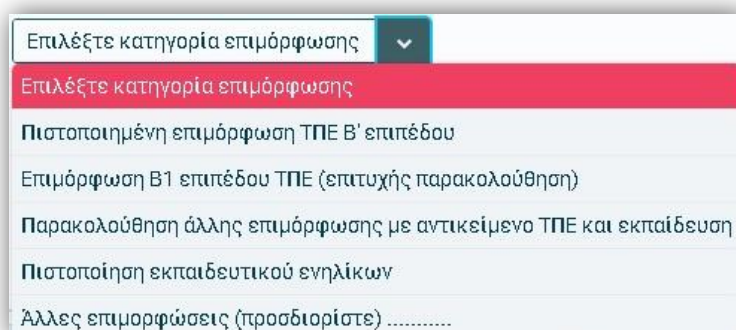 Επιλέξτε κατηγορία επιμόρφωσης
Επιλέξτε κατηγορία επιμόρφωσης
Πιστοποιημένη επιμόρφωση ΤΠΕ Β' επιπέδου
Επιμόρφωση Β1 επιπέδου ΤΠΕ (επιτυχής παρακολούθηση)
Παρακολούθηση άλλης επιμόρφωσης με αντικείμενο ΤΠΕ και εκπαίδευση
Πιστοποίηση εκπαιδευτικού ενηλίκων
Άλλες επιμορφώσεις (προσδιορίστε) ...........